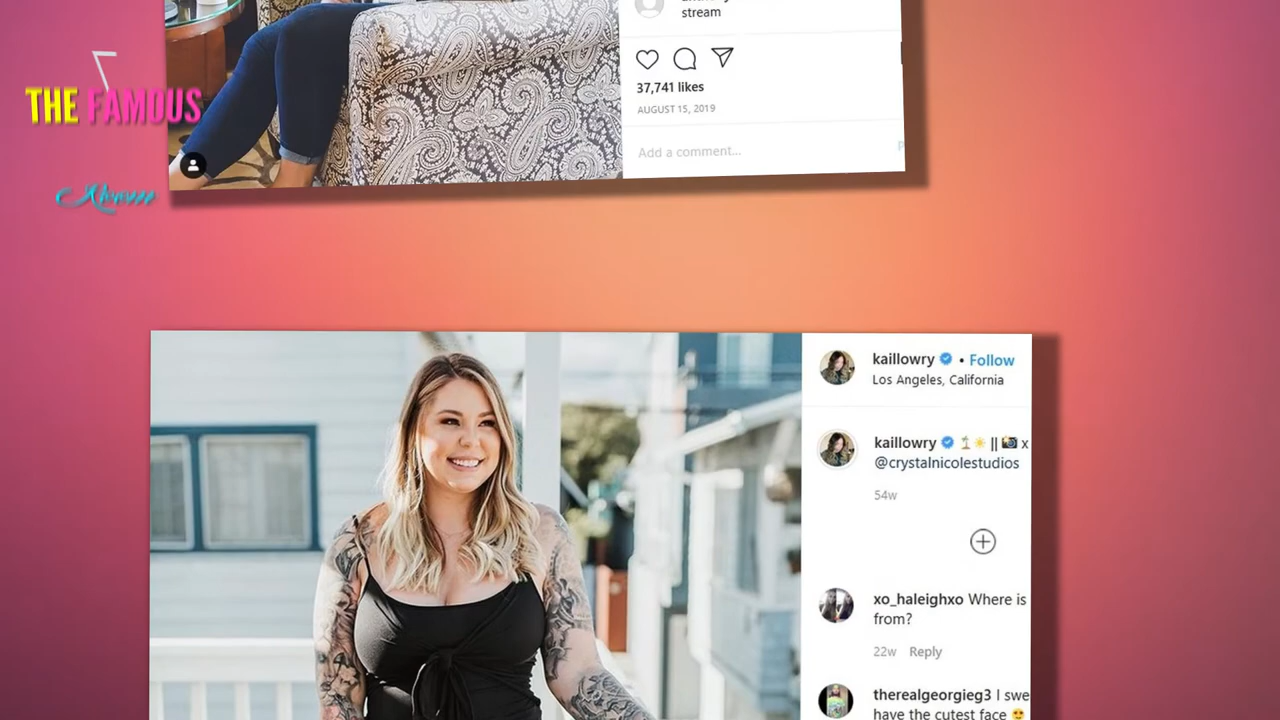 stream
37,741 likes
AUGUST 15, 2019
Add a comment...
THE FAMOUS
kaillowry • Follow
Los Angeles, California
kaillowry 🏝️☀️ || 📸 x
@crystalnicolestudios
54w
xo_haleighxo Where is
from?
22w Reply
therealgeorgieg3 I swe
have the cutest face 😍